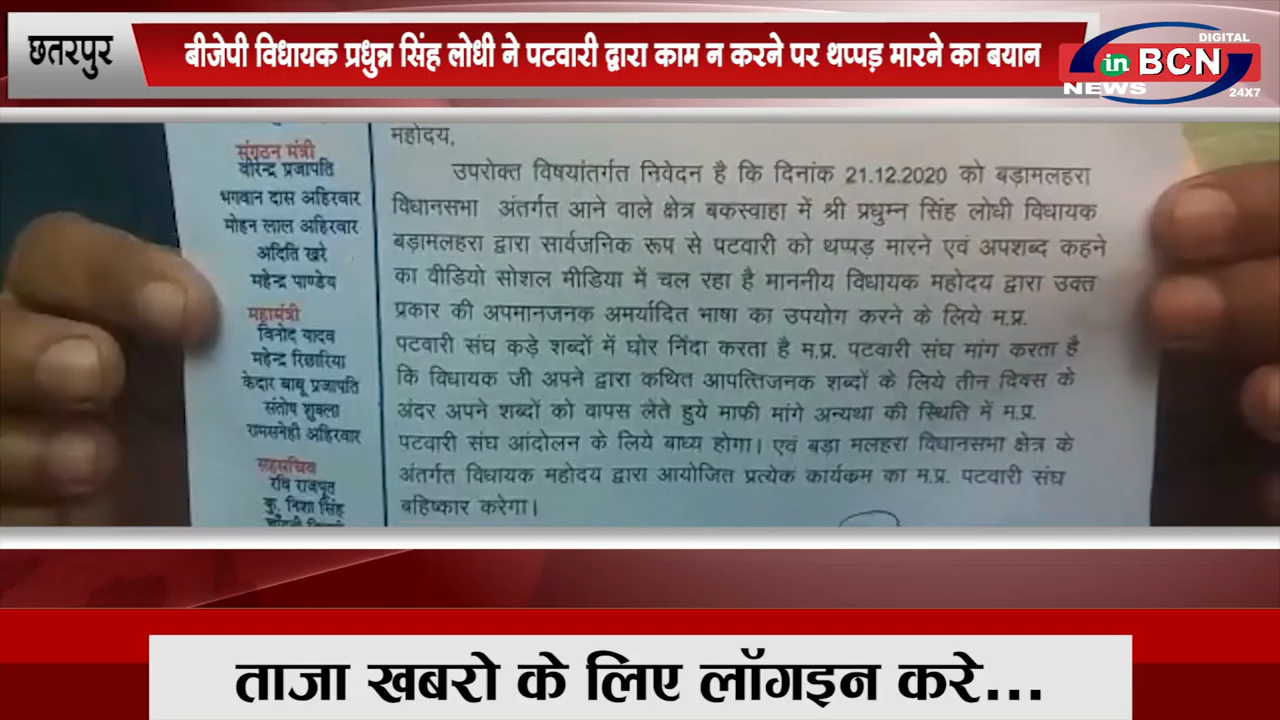 छतरपुर
बीजेपी विधायक प्रधुन्न सिंह लोधी ने पटवारी द्वारा काम न करने पर थप्पड़ मारने का बयान
DIGITAL
in BCN
NEWS
24X7
संगठन मंत्री
वीरेन्द्र प्रजापति
भगवान दास अहिरवार
मोहन लाल अहिरवार
अदिति खरे
महेन्द्र पाण्डेय
महामंत्री
विनोद यादव
महेन्द्र रिछारिया
केदार बाबू प्रजापति
संतोष शुक्ला
रामसनेही अहिरवार
सहसचिव
रवि राजपूत
कु. निशा सिंह
महोदय,
उपरोक्त विषयांतर्गत निवेदन है कि दिनांक 21.12.2020 को बड़ामलहरा
विधानसभा अंतर्गत आने वाले क्षेत्र बकस्वाहा में श्री प्रधुम्न सिंह लोधी विधायक
बड़ामलहरा द्वारा सार्वजनिक रूप से पटवारी को थप्पड़ मारने एवं अपशब्द कहने
का वीडियो सोशल मीडिया में चल रहा है माननीय विधायक महोदय द्वारा उक्त
प्रकार की अपमानजनक अमर्यादित भाषा का उपयोग करने के लिये म.प्र.
पटवारी संघ कड़े शब्दों में घोर निंदा करता है म.प्र. पटवारी संघ मांग करता है
कि विधायक जी अपने द्वारा कथित आपत्तिजनक शब्दों के लिये तीन दिवस के
अंदर अपने शब्दों को वापस लेते हुये माफी मांगे अन्यथा की स्थिति में म.प्र.
पटवारी संघ आंदोलन के लिये बाध्य होगा। एवं बड़ा मलहरा विधानसभा क्षेत्र के
अंतर्गत विधायक महोदय द्वारा आयोजित प्रत्येक कार्यकम का म.प्र. पटवारी संघ
बहिष्कार करेगा।
ताजा खबरो के लिए लॉगइन करे...